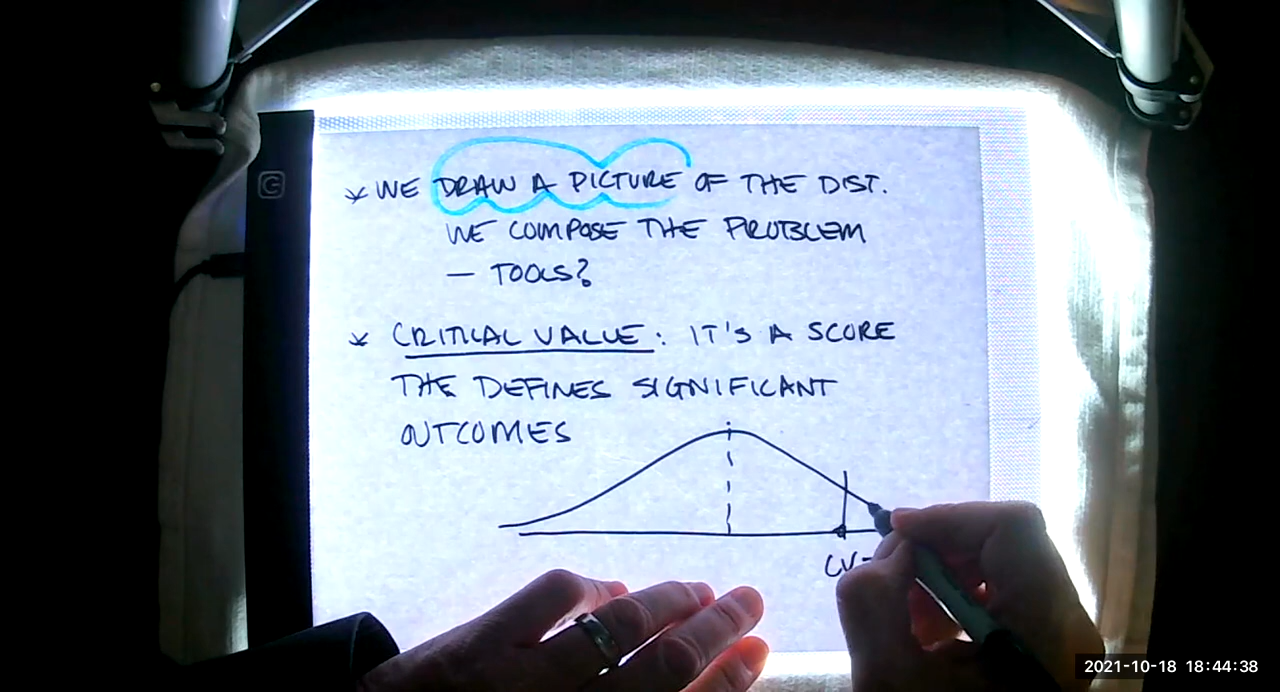 * WE DRAW A PICTURE OF THE DIST.
WE COMPOSE THE PROBLEM
— TOOLS?
* CRITICAL VALUE: IT'S A SCORE
THE DEFINES SIGNIFICANT
OUTCOMES
CV
2021-10-18 18:44:38